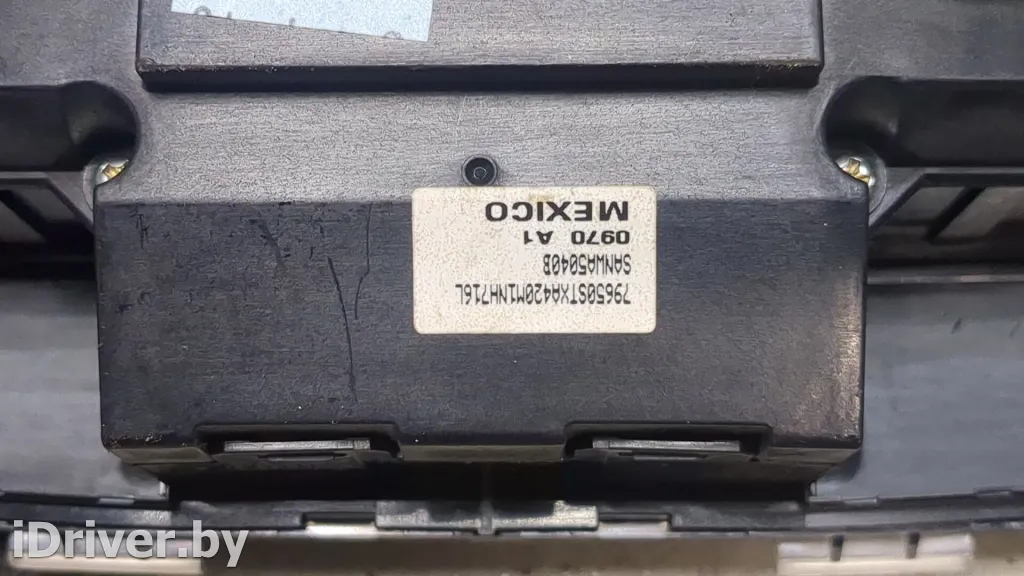 79650STXA420M1NH716L
SANWA5040B
0970 A1
MEXICO
iDriver.by